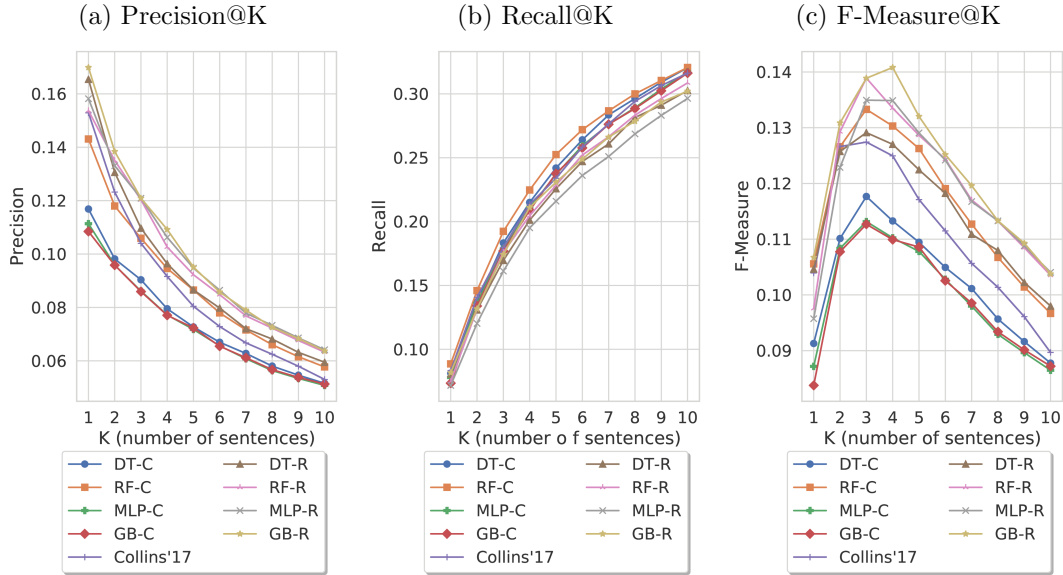 (a) Precision@K
(b) Recall@K
(c) F-Measure@K
Precision
0.16
0.14
0.12
0.10
0.08
0.06
1 2 3 4 5 6 7 8 9 10
K (number of sentences)
DT-C DT-R
RF-C RF-R
MLP-C MLP-R
GB-C GB-R
Collins'17
Recall
0.30
0.25
0.20
0.15
0.10
1 2 3 4 5 6 7 8 9 10
K (number o f sentences)
DT-C DT-R
RF-C RF-R
MLP-C MLP-R
GB-C GB-R
Collins'17
F-Measure
0.14
0.13
0.12
0.11
0.10
0.09
1 2 3 4 5 6 7 8 9 10
K (number of sentences)
DT-C DT-R
RF-C RF-R
MLP-C MLP-R
GB-C GB-R
Collins'17